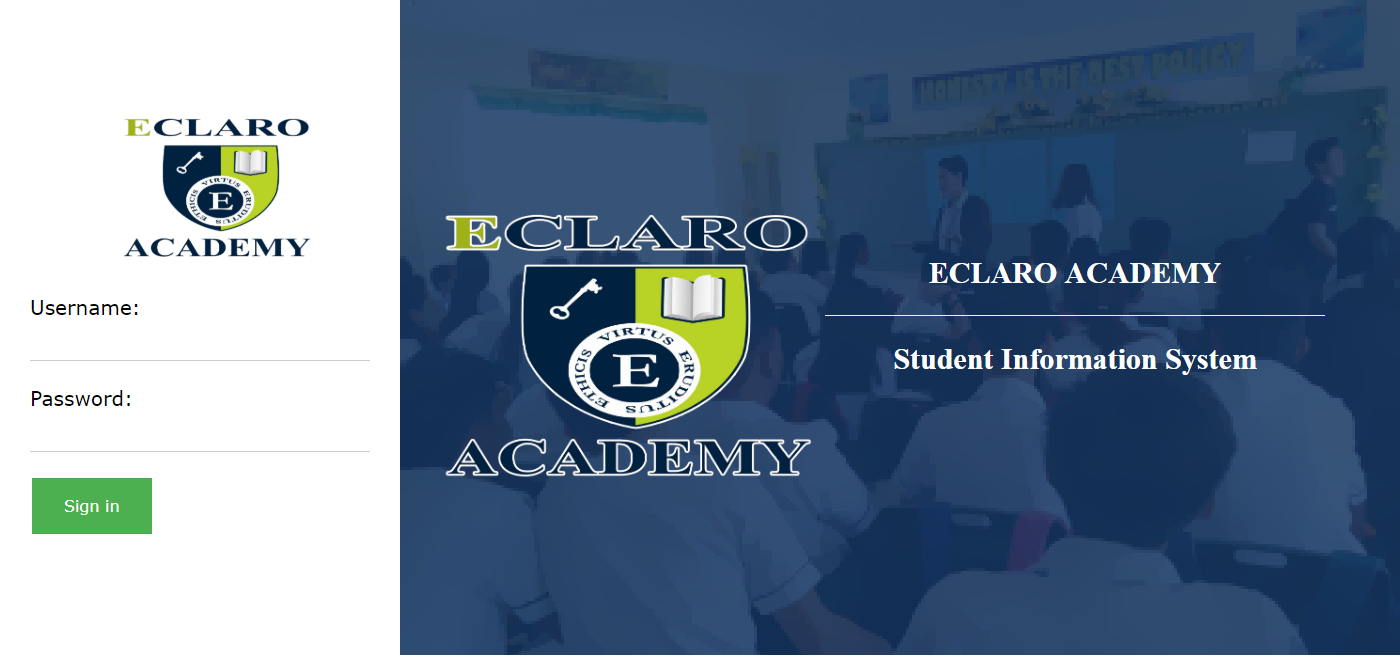 ECLARO
VIRTUS ERUDITUS ETHICIS
E
ACADEMY
Username:
Password:
Sign in
HONESTY IS THE BEST POLICY
ECLARO
VIRTUS ERUDITUS ETHICIS
E
ACADEMY
ECLARO ACADEMY
Student Information System